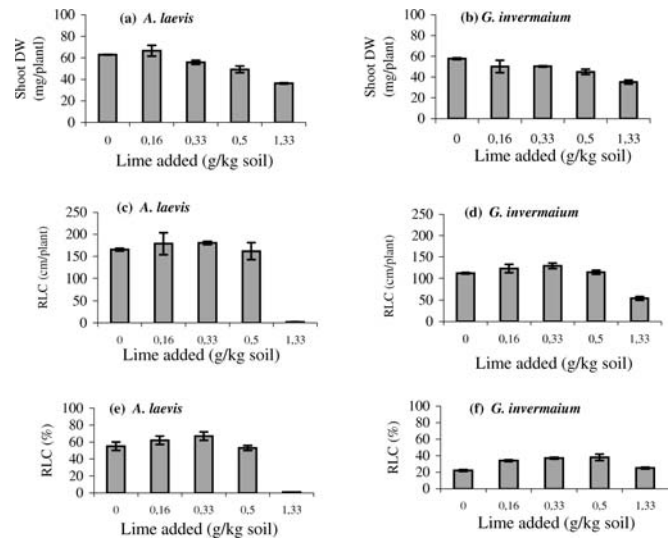 (a) A. laevis
Shoot DW
(mg/plant)
100
80
60
40
20
0
0 0,16 0,33 0,5 1,33
Lime added (g/kg soil)
(b) G. invermaium
Shoot DW
(mg/plant)
100
80
60
40
20
0
0 0,16 0,33 0,5 1,33
Lime added (g/kg soil)
(c) A. laevis
RLC (cm/plant)
250
200
150
100
50
0
0 0,16 0,33 0,5 1,33
Lime added (g/kg soil)
(d) G. invermaium
RLC (cm/plant)
250
200
150
100
50
0
0 0,16 0,33 0,5 1,33
Lime added (g/kg soil)
(e) A. laevis
RLC (%)
100
80
60
40
20
0
0 0,16 0,33 0,5 1,33
Lime added (g/kg soil)
(f) G. invermaium
RLC (%)
100
80
60
40
20
0
0 0,16 0,33 0,5 1,33
Lime added (g/kg soil)